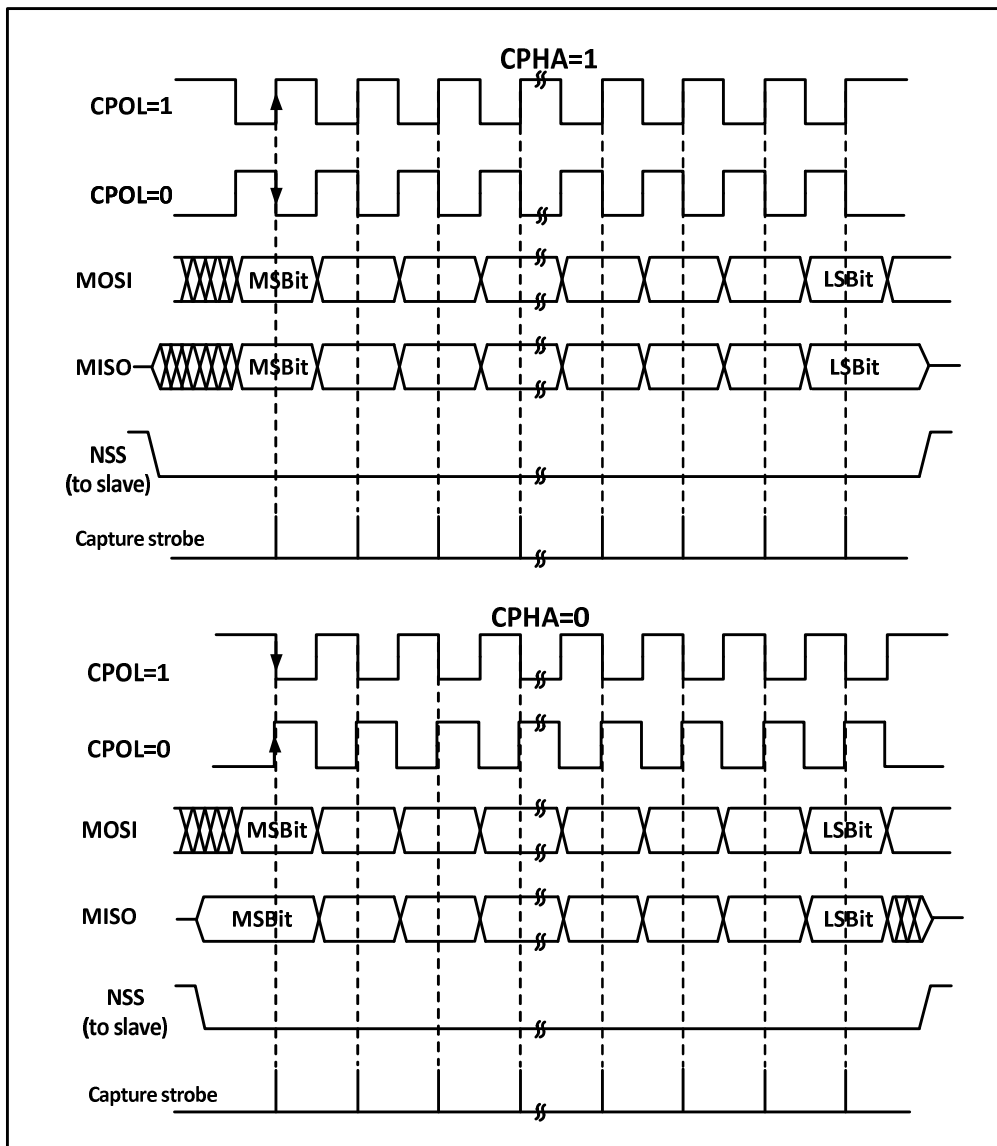 CPHA=1
CPOL=1
CPOL=0
MOSI MSBit LSBit
MISO MSBit LSBit
NSS
(to slave)
Capture strobe
CPHA=0
CPOL=1
CPOL=0
MOSI MSBit LSBit
MISO MSBit LSBit
NSS
(to slave)
Capture strobe